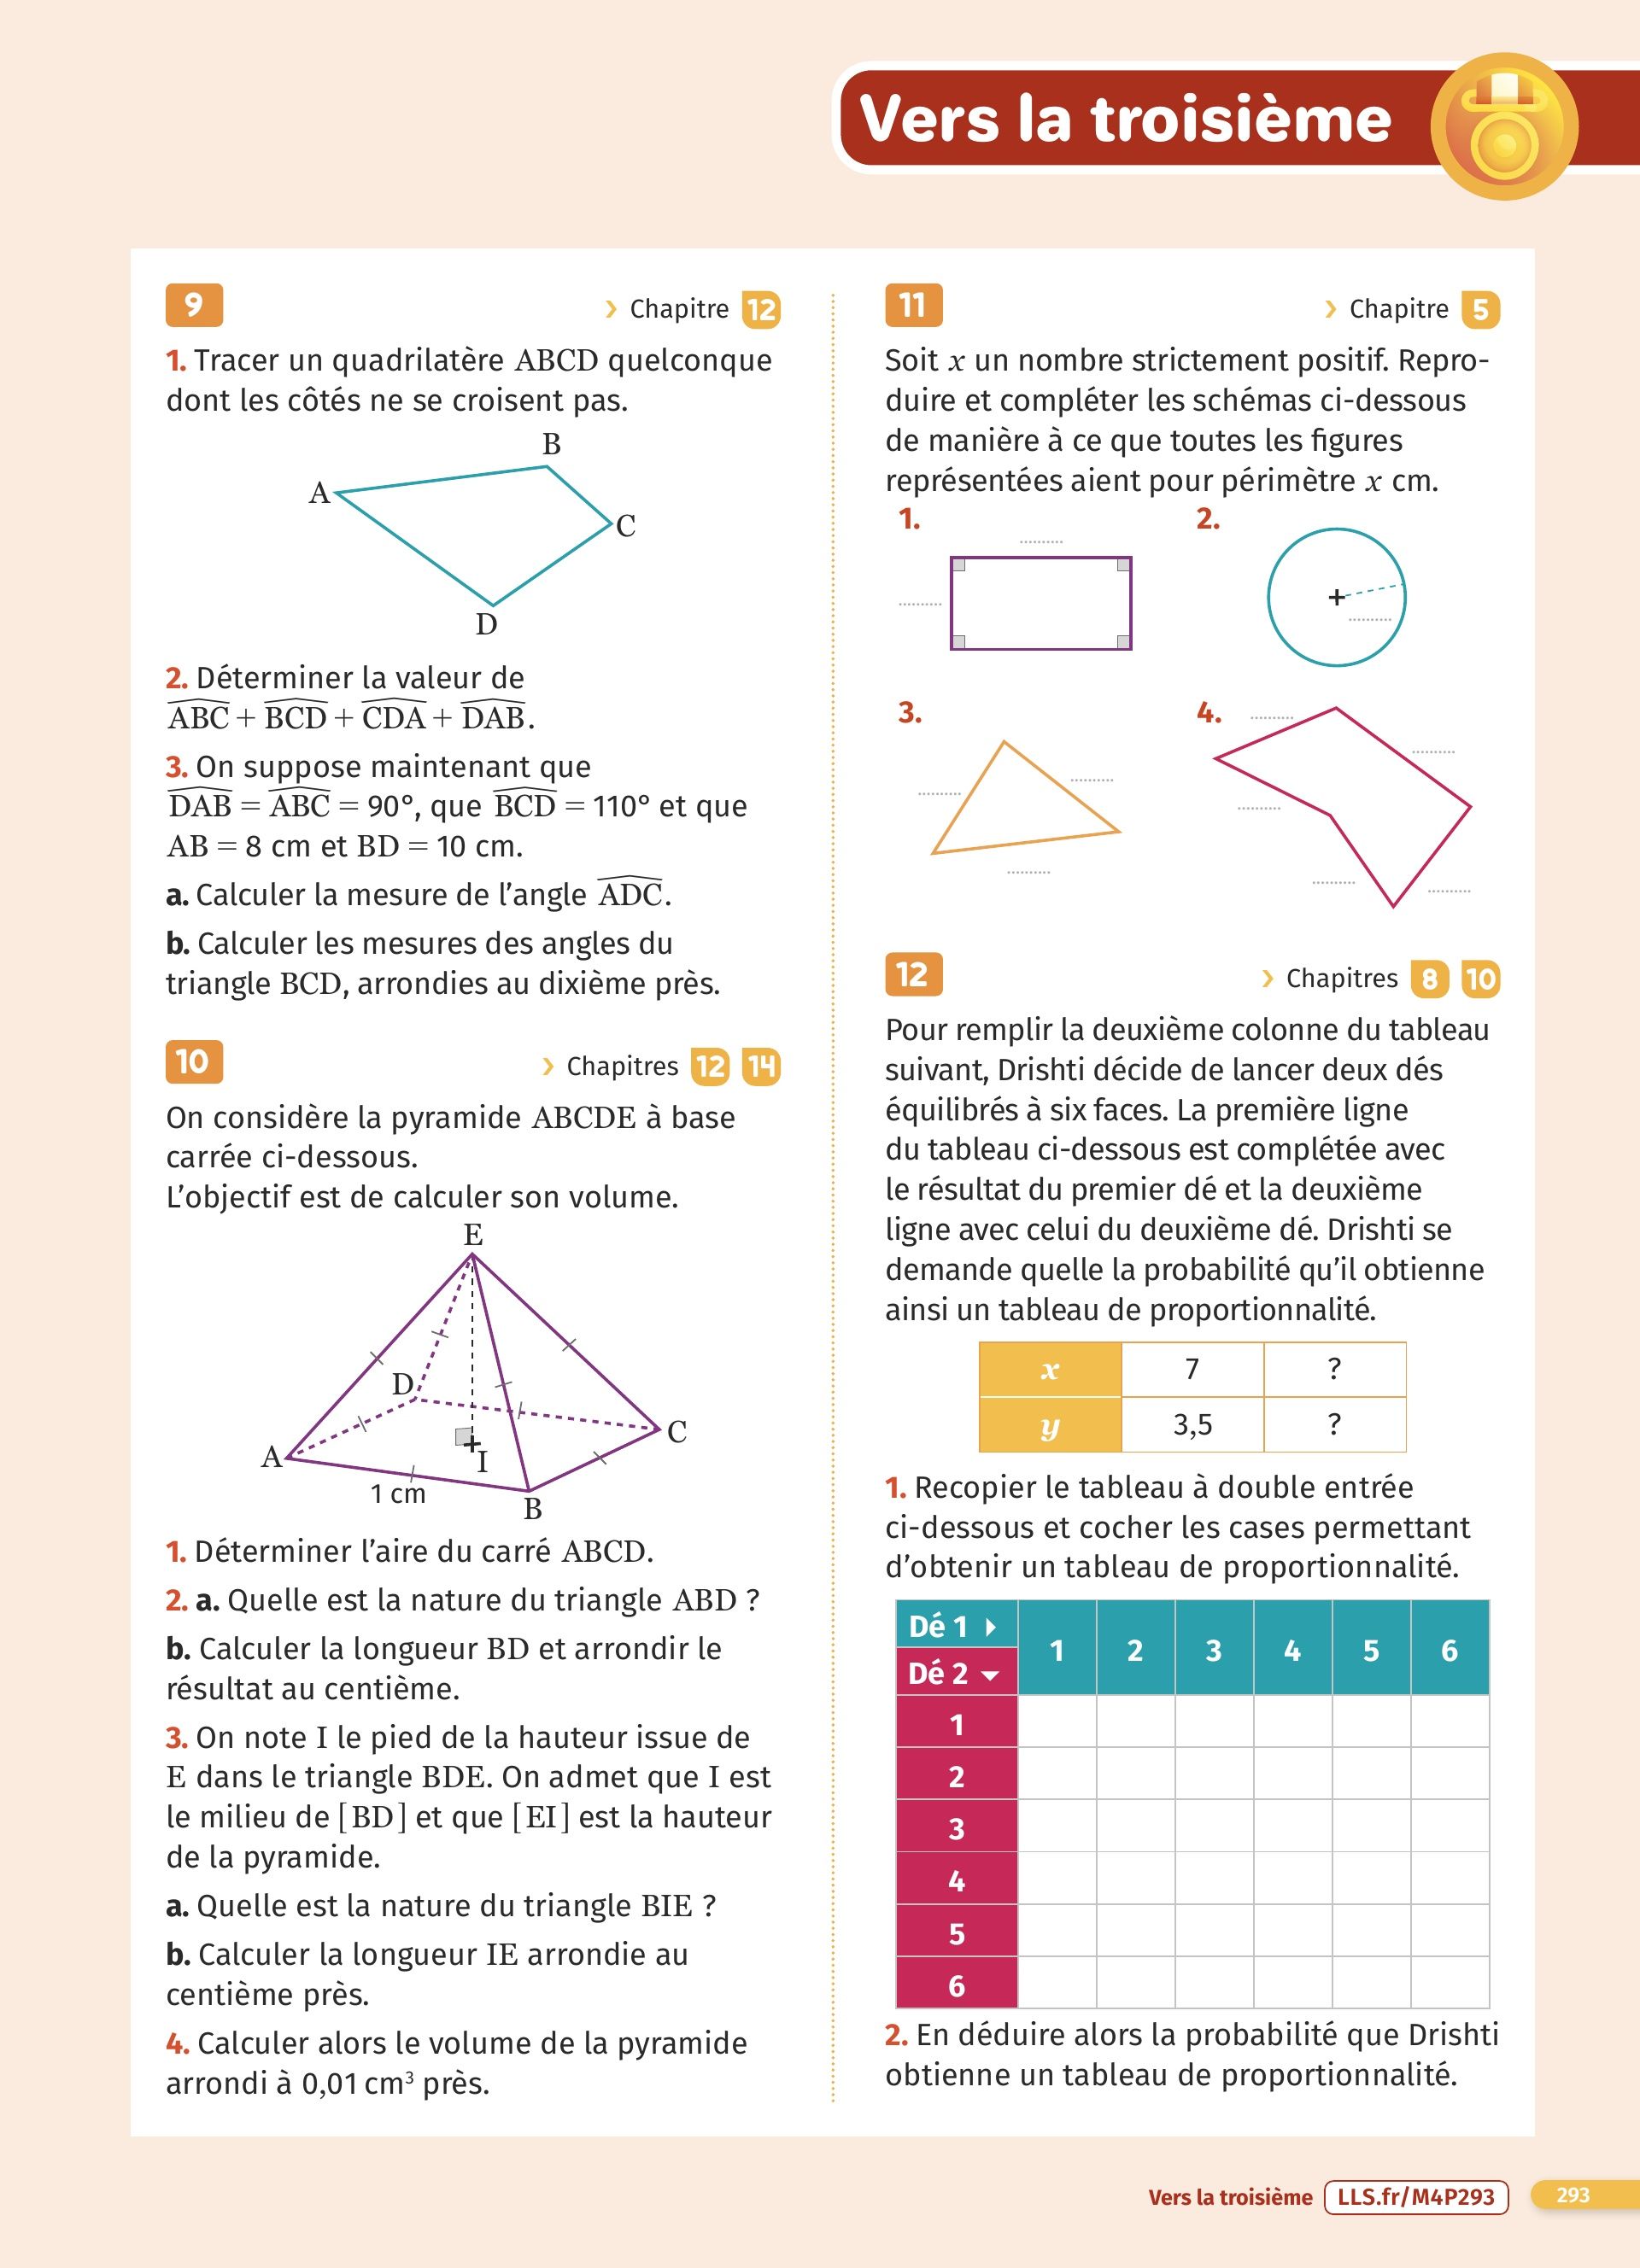 Vers la troisième
9
› Chapitre 12
1. Tracer un quadrilatère ABCD quelconque
dont les côtés ne se croisent pas.
B
A
C
D
2. Déterminer la valeur de
\widehat{ABC} + \widehat{BCD} + \widehat{CDA} + \widehat{DAB}.
3. On suppose maintenant que
\widehat{DAB} = \widehat{ABC} = 90°, que \widehat{BCD} = 110° et que
AB = 8 cm et BD = 10 cm.
a. Calculer la mesure de l’angle \widehat{ADC}.
b. Calculer les mesures des angles du
triangle BCD, arrondies au dixième près.
10
› Chapitres 12 14
On considère la pyramide ABCDE à base
carrée ci-dessous.
L’objectif est de calculer son volume.
E
D
C
A
I
1 cm
B
1. Déterminer l’aire du carré ABCD.
2. a. Quelle est la nature du triangle ABD ?
b. Calculer la longueur BD et arrondir le
résultat au centième.
3. On note I le pied de la hauteur issue de
E dans le triangle BDE. On admet que I est
le milieu de [BD] et que [EI] est la hauteur
de la pyramide.
a. Quelle est la nature du triangle BIE ?
b. Calculer la longueur IE arrondie au
centième près.
4. Calculer alors le volume de la pyramide
arrondi à 0,01 cm³ près.
11
› Chapitre 5
Soit x un nombre strictement positif. Repro-
duire et compléter les schémas ci-dessous
de manière à ce que toutes les figures
représentées aient pour périmètre x cm.
1.
..........
..........
2.
..........
3.
..........
..........
..........
4.
..........
..........
..........
..........
..........
12
› Chapitres 8 10
Pour remplir la deuxième colonne du tableau
suivant, Drishti décide de lancer deux dés
équilibrés à six faces. La première ligne
du tableau ci-dessous est complétée avec
le résultat du premier dé et la deuxième
ligne avec celui du deuxième dé. Drishti se
demande quelle la probabilité qu’il obtienne
ainsi un tableau de proportionnalité.
x 7 ?
y 3,5 ?
1. Recopier le tableau à double entrée
ci-dessous et cocher les cases permettant
d’obtenir un tableau de proportionnalité.
Dé 1 1 2 3 4 5 6
Dé 2
1
2
3
4
5
6
2. En déduire alors la probabilité que Drishti
obtienne un tableau de proportionnalité.
Vers la troisième LLS.fr/M4P293 293